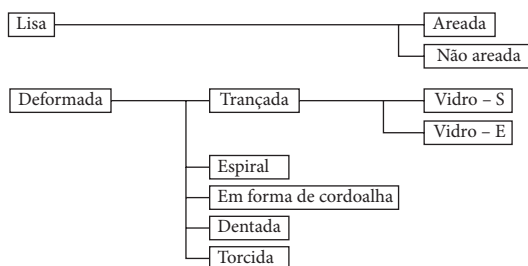 Lisa
Areada
Não areada
Deformada
Trançada
Vidro – S
Vidro – E
Espiral
Em forma de cordoalha
Dentada
Torcida